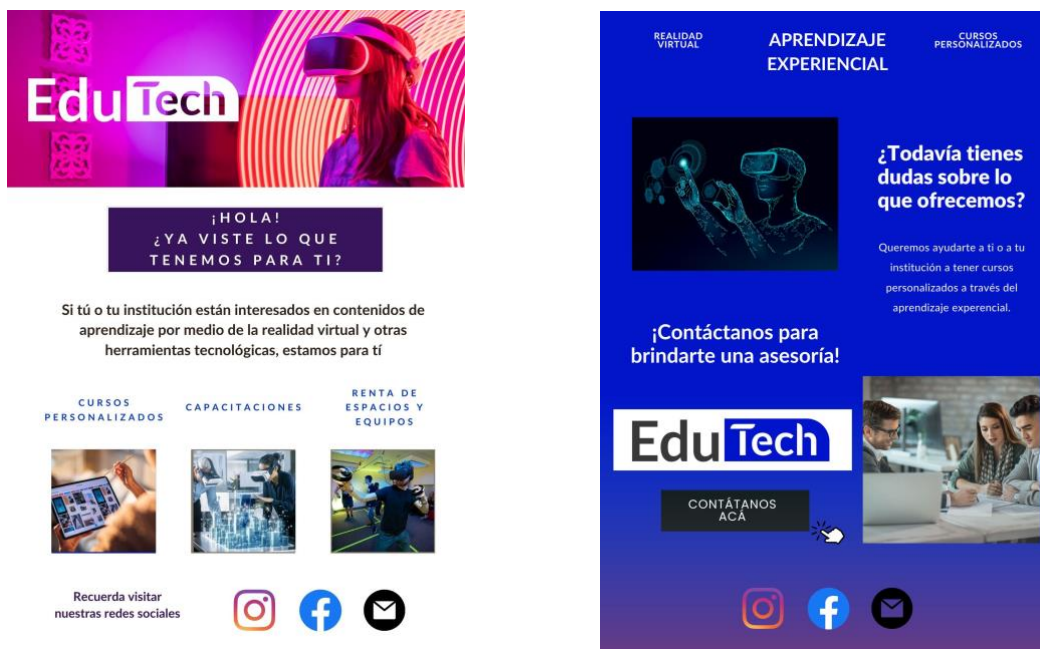 EduTech
¡HOLA!
¿YA VISTE LO QUE
TENEMOS PARA TI?
Si tú o tu institución están interesados en contenidos de
aprendizaje por medio de la realidad virtual y otras
herramientas tecnológicas, estamos para tí
CURSOS
PERSONALIZADOS
CAPACITACIONES
RENTA DE
ESPACIOS Y
EQUIPOS
Recuerda visitar
nuestras redes sociales
REALIDAD
VIRTUAL
APRENDIZAJE
EXPERIENCIAL
CURSOS
PERSONALIZADOS
¿Todavía tienes
dudas sobre lo
que ofrecemos?
Queremos ayudarte a ti o a tu
institución a tener cursos
personalizados a través del
aprendizaje experencial.
¡Contáctanos para
brindarte una asesoría!
EduTech
CONTÁTANOS
ACÁ